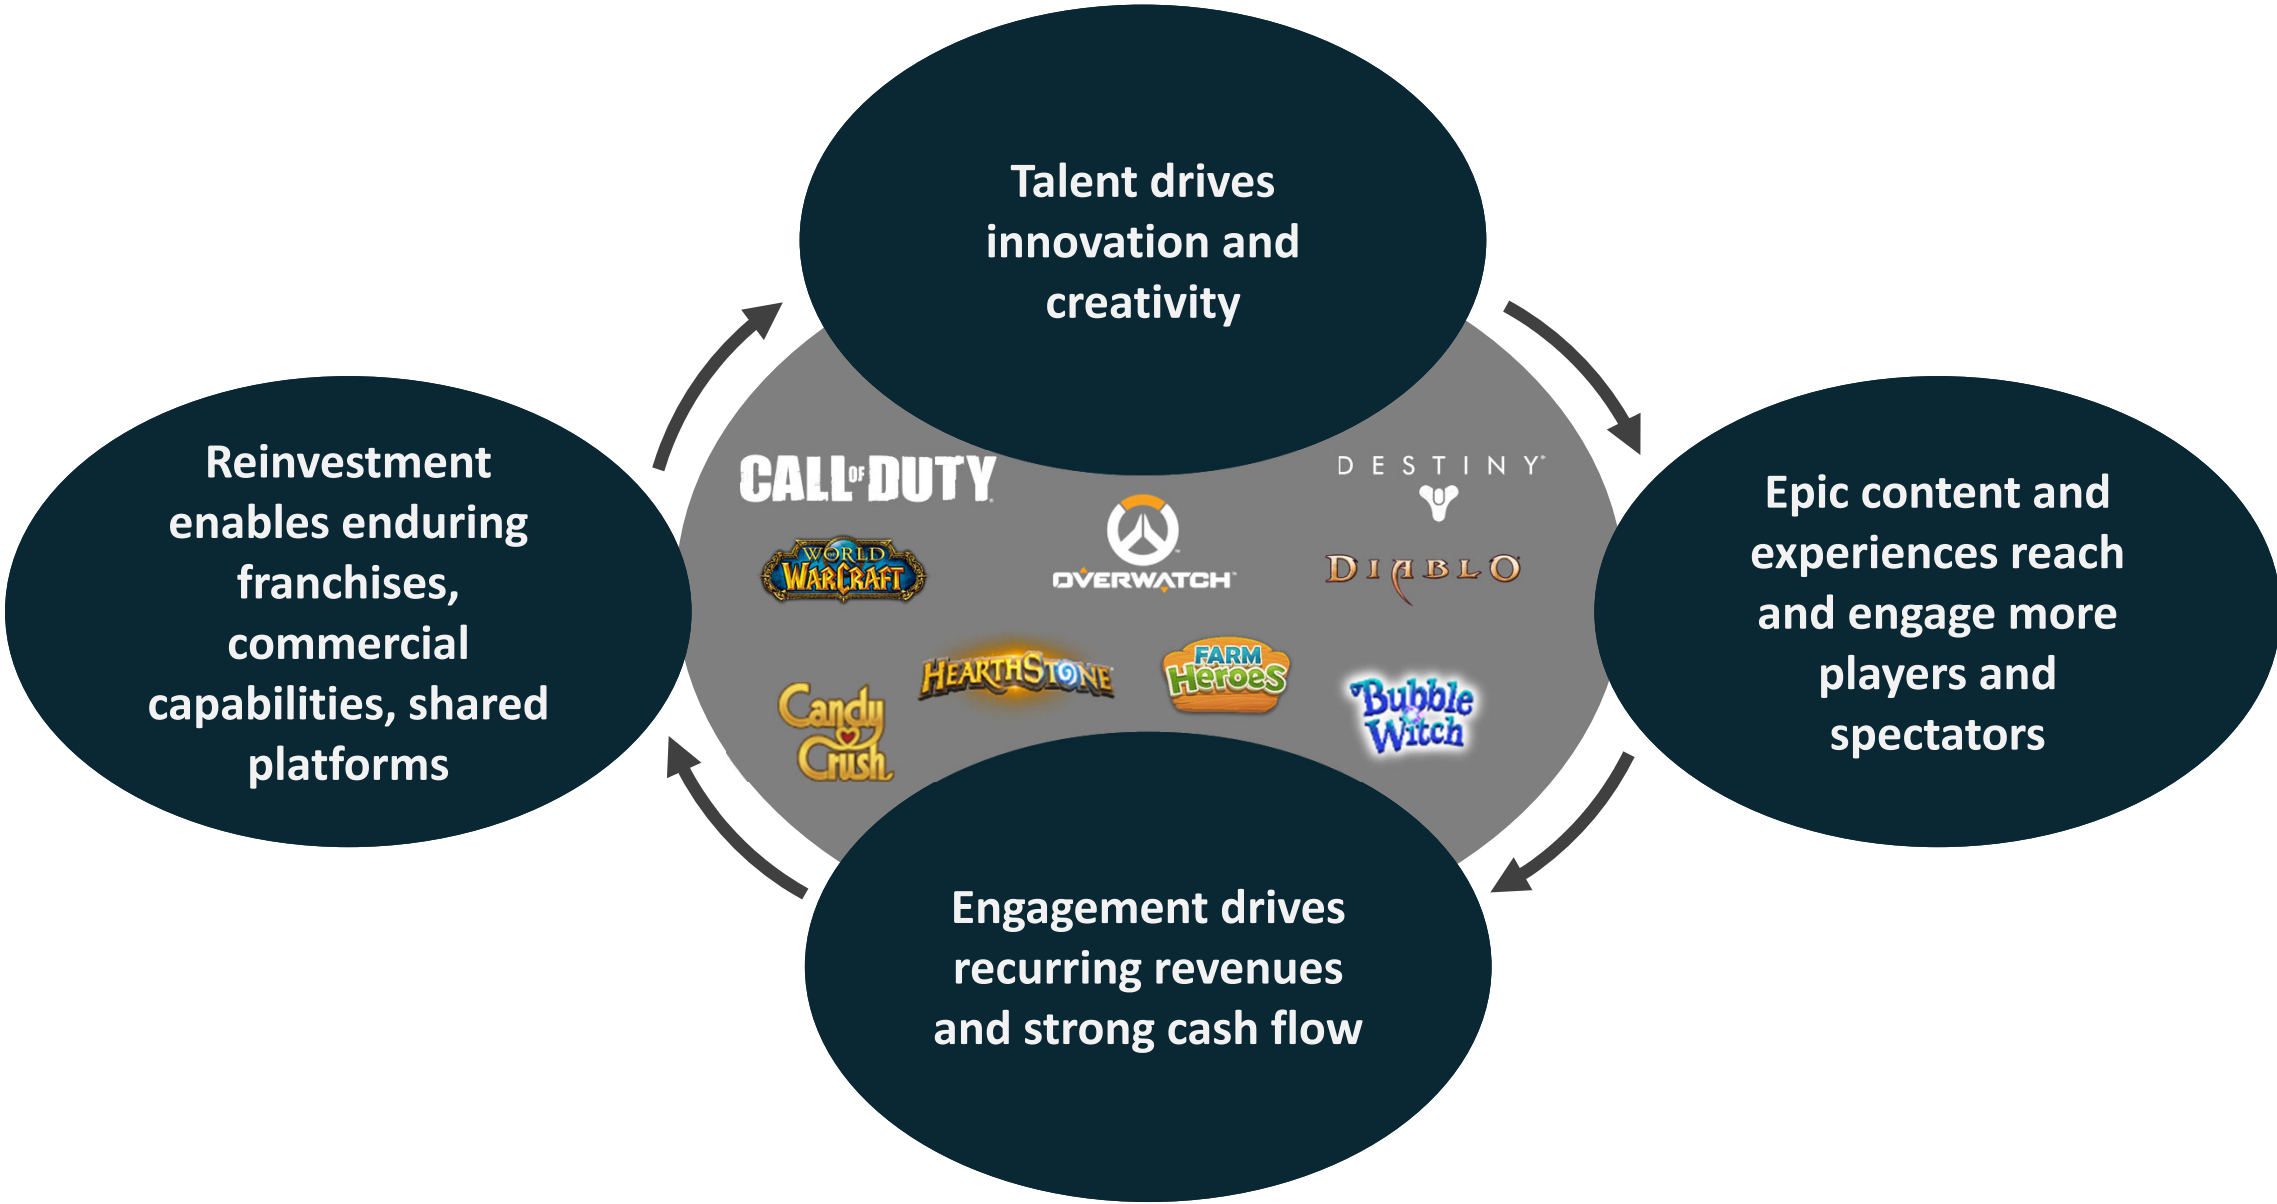 Talent drives
innovation and
creativity
Reinvestment
enables enduring
franchises,
commercial
capabilities, shared
platforms
CALL OF DUTY
DESTINY
OVERWATCH™
WORLD OF
WARCRAFT
DIABLO
HEARTHSTONE
FARM
Heroes
Candy
Crush
Bubble
Witch
Epic content and
experiences reach
and engage more
players and
spectators
Engagement drives
recurring revenues
and strong cash flow